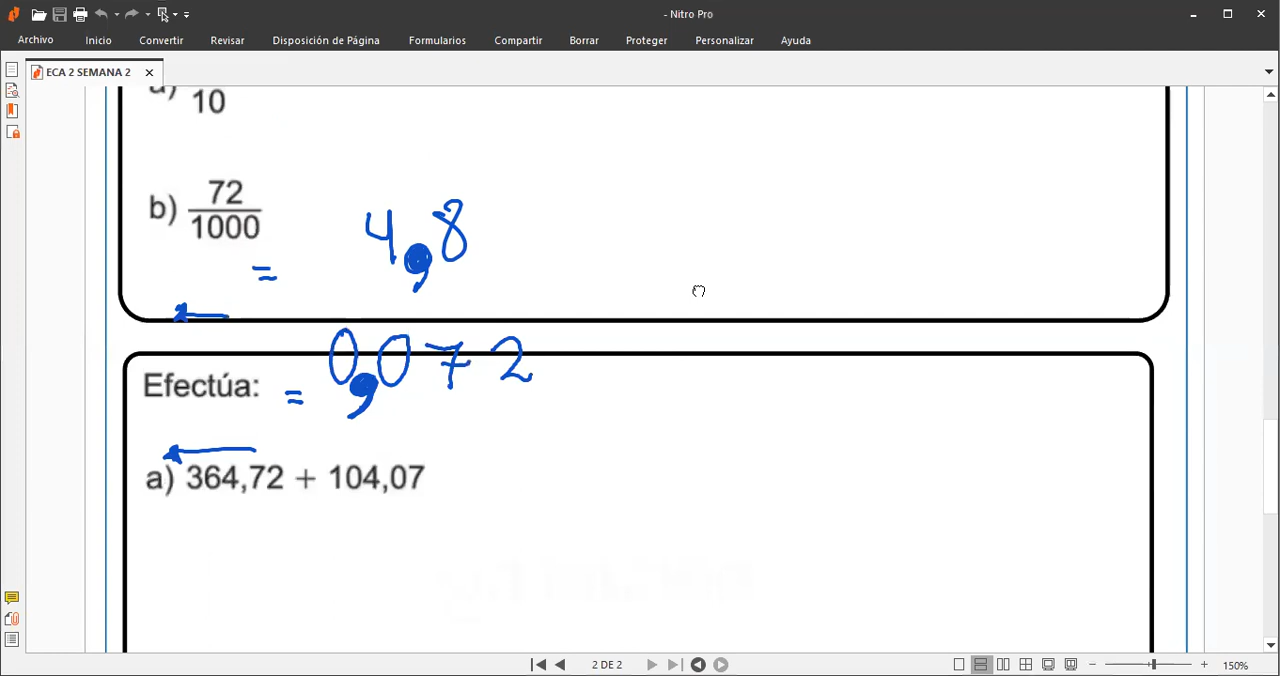 - Nitro Pro
Archivo Inicio Convertir Revisar Disposición de Página Formularios Compartir Borrar Proteger Personalizar Ayuda
ECA 2 SEMANA 2
a)
10
b) 72
1000
= 4,8
Efectúa: = 0,072
a) 364,72 + 104,07
2 DE 2
150%